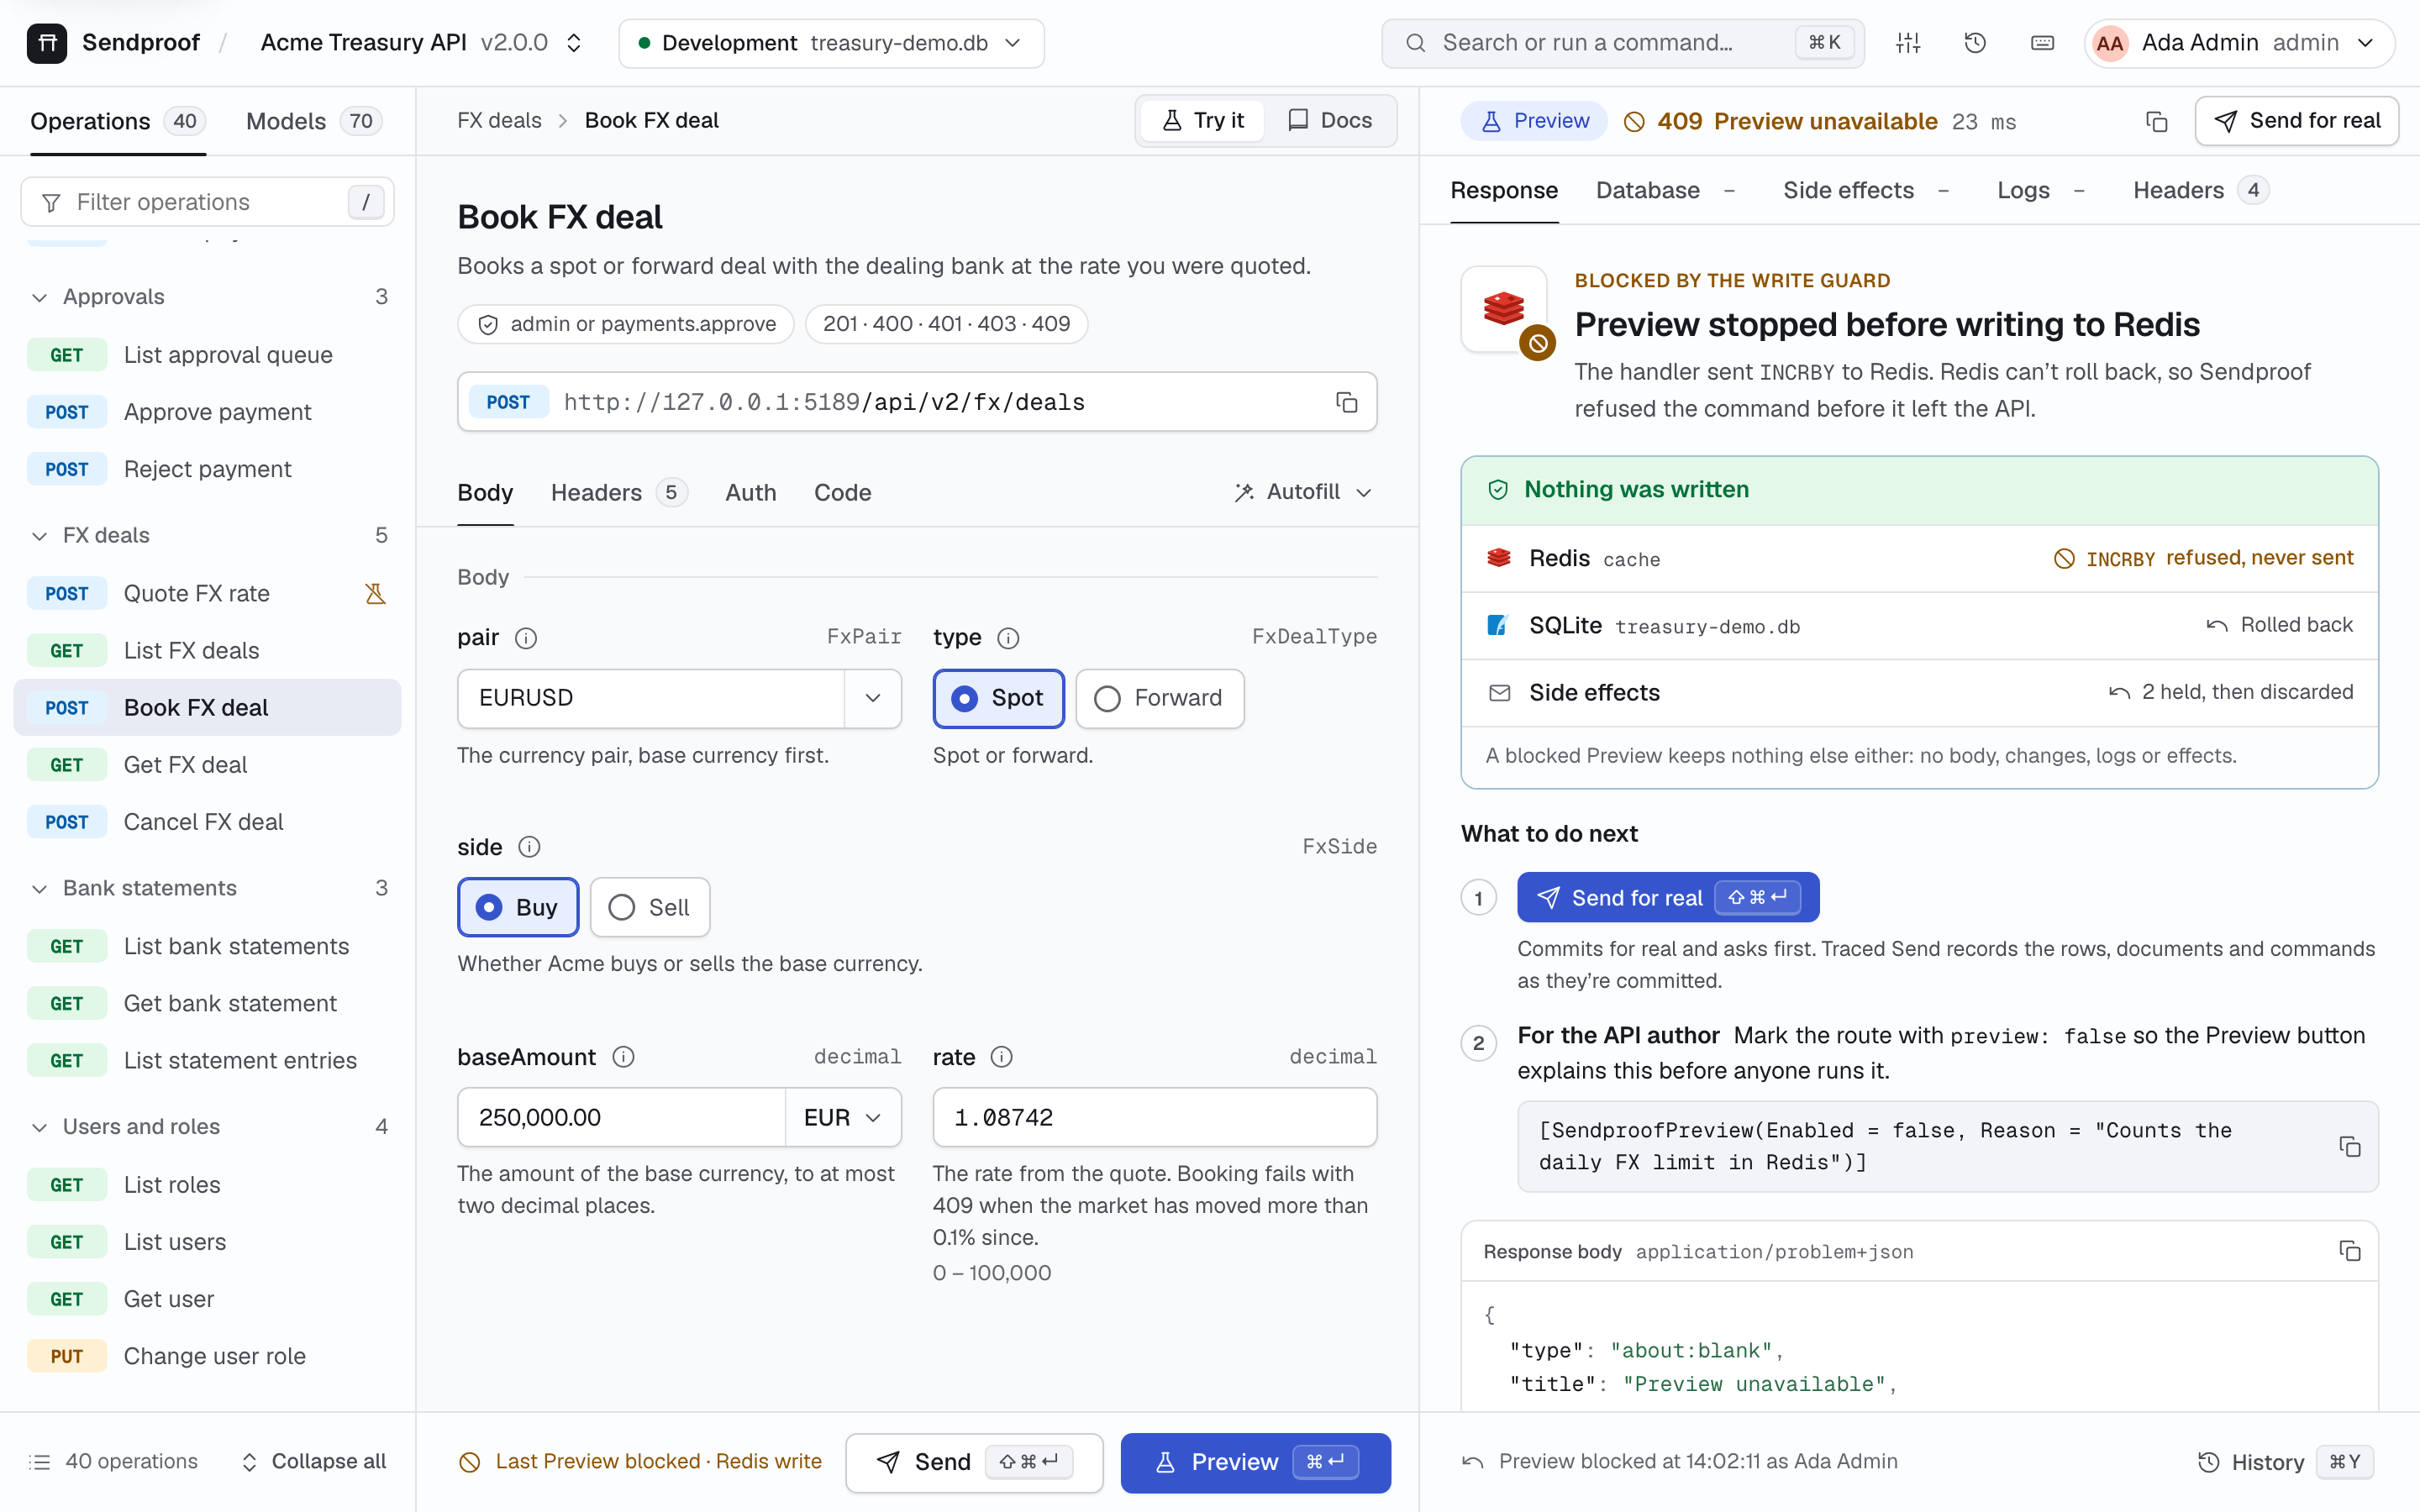 Sendproof / Acme Treasury API v2.0.0
Development treasury-demo.db
Search or run a command... ⌘K
AA Ada Admin admin
Operations 40 Models 70
Filter operations /
Approvals 3
GET List approval queue
POST Approve payment
POST Reject payment
FX deals 5
POST Quote FX rate
GET List FX deals
POST Book FX deal
GET Get FX deal
POST Cancel FX deal
Bank statements 3
GET List bank statements
GET Get bank statement
GET List statement entries
Users and roles 4
GET List roles
GET List users
GET Get user
PUT Change user role
40 operations Collapse all
FX deals > Book FX deal
Try it Docs
Book FX deal
Books a spot or forward deal with the dealing bank at the rate you were quoted.
admin or payments.approve 201 · 400 · 401 · 403 · 409
POST http://127.0.0.1:5189/api/v2/fx/deals
Body Headers 5 Auth Code Autofill
Body
pair FxPair
EURUSD
The currency pair, base currency first.
type FxDealType
Spot Forward
Spot or forward.
side FxSide
Buy Sell
Whether Acme buys or sells the base currency.
baseAmount decimal
250,000.00 EUR
The amount of the base currency, to at most
two decimal places.
rate decimal
1.08742
The rate from the quote. Booking fails with
409 when the market has moved more than
0.1% since.
0 – 100,000
Last Preview blocked · Redis write
Send ⇧⌘↵
Preview ⌘↵
Preview 409 Preview unavailable 23 ms
Send for real
Response Database – Side effects – Logs – Headers 4
BLOCKED BY THE WRITE GUARD
Preview stopped before writing to Redis
The handler sent INCRBY to Redis. Redis can’t roll back, so Sendproof
refused the command before it left the API.
Nothing was written
Redis cache INCRBY refused, never sent
SQLite treasury-demo.db Rolled back
Side effects 2 held, then discarded
A blocked Preview keeps nothing else either: no body, changes, logs or effects.
What to do next
1 Send for real ⇧⌘↵
Commits for real and asks first. Traced Send records the rows, documents and commands
as they’re committed.
2 For the API author Mark the route with preview: false so the Preview button
explains this before anyone runs it.
[SendproofPreview(Enabled = false, Reason = "Counts the
daily FX limit in Redis")]
Response body application/problem+json
{
"type": "about:blank",
"title": "Preview unavailable",
Preview blocked at 14:02:11 as Ada Admin
History ⌘Y